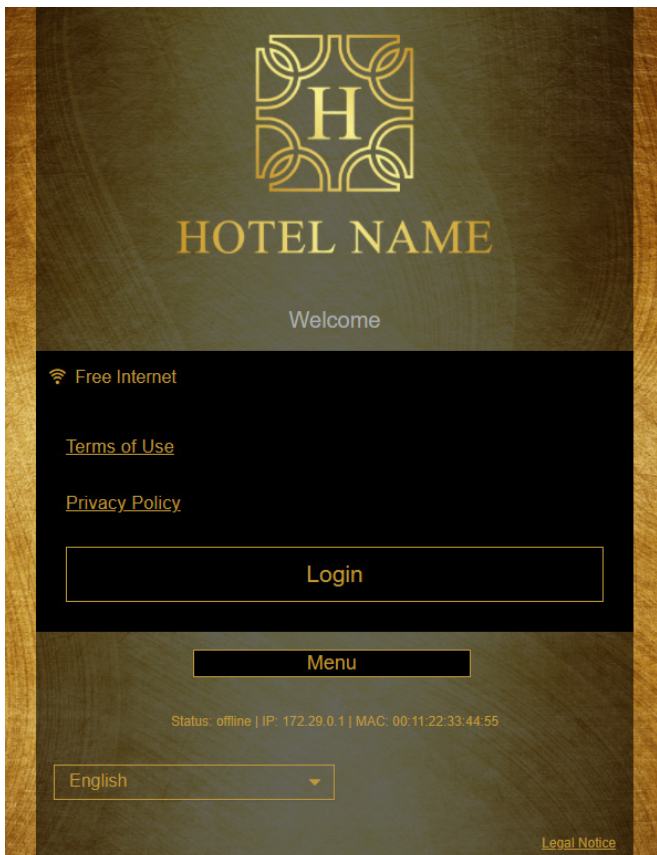 H
HOTEL NAME
Welcome
Free Internet
Terms of Use
Privacy Policy
Login
Menu
Status: offline | IP: 172.29.0.1 | MAC: 00:11:22:33:44:55
English
Legal Notice